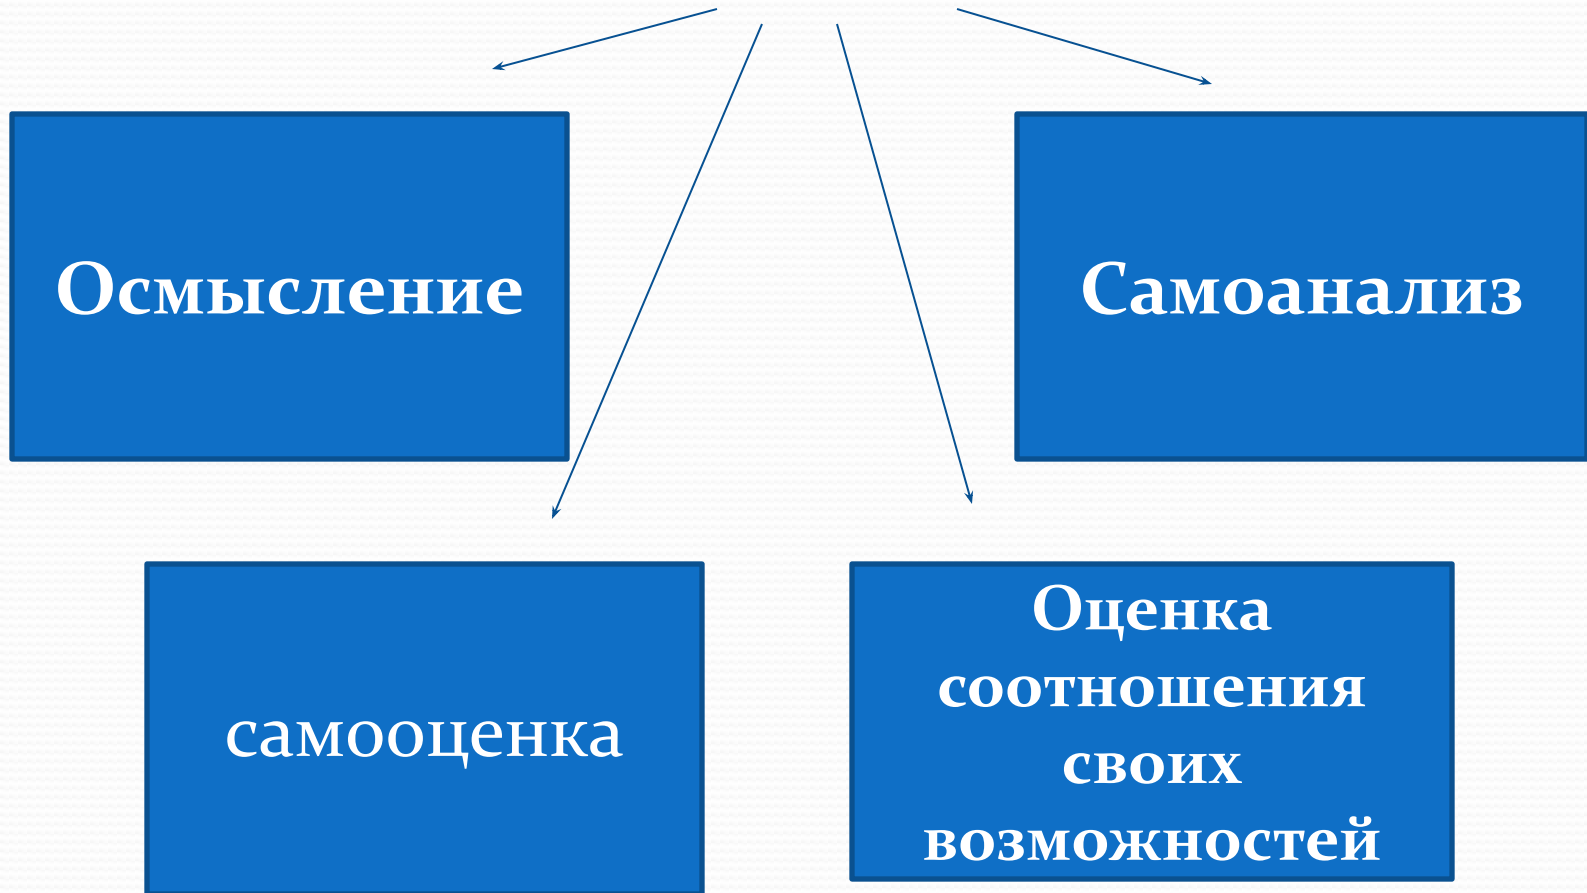 Осмысление
Самоанализ
самооценка
Оценка
соотношения
своих
возможностей